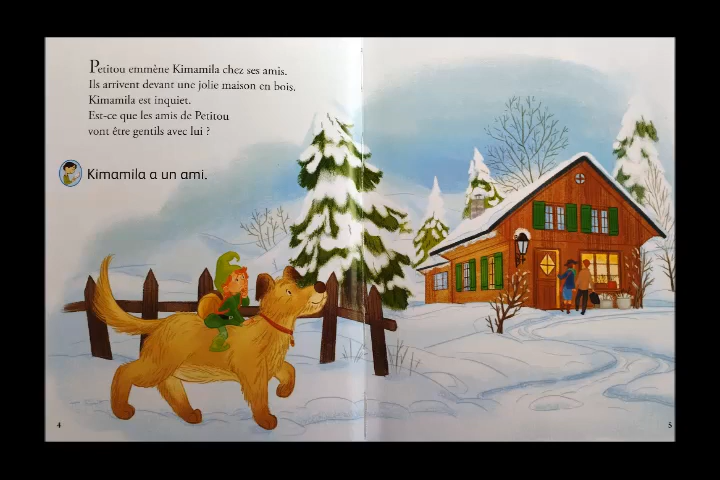 Petitou emmène Kimamila chez ses amis.
Ils arrivent devant une jolie maison en bois.
Kimamila est inquiet.
Est-ce que les amis de Petitou
vont être gentils avec lui ?
Kimamila a un ami.
4
5